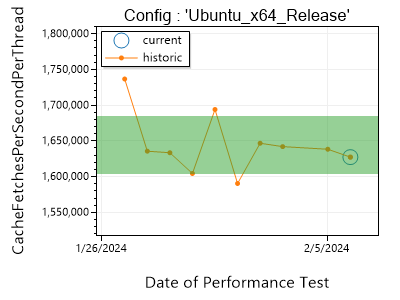 Config : 'Ubuntu_x64_Release'
CacheFetchesPerSecondPerThread
1,800,000
1,750,000
1,700,000
1,650,000
1,600,000
1,550,000
current
historic
1/26/2024
2/5/2024
Date of Performance Test